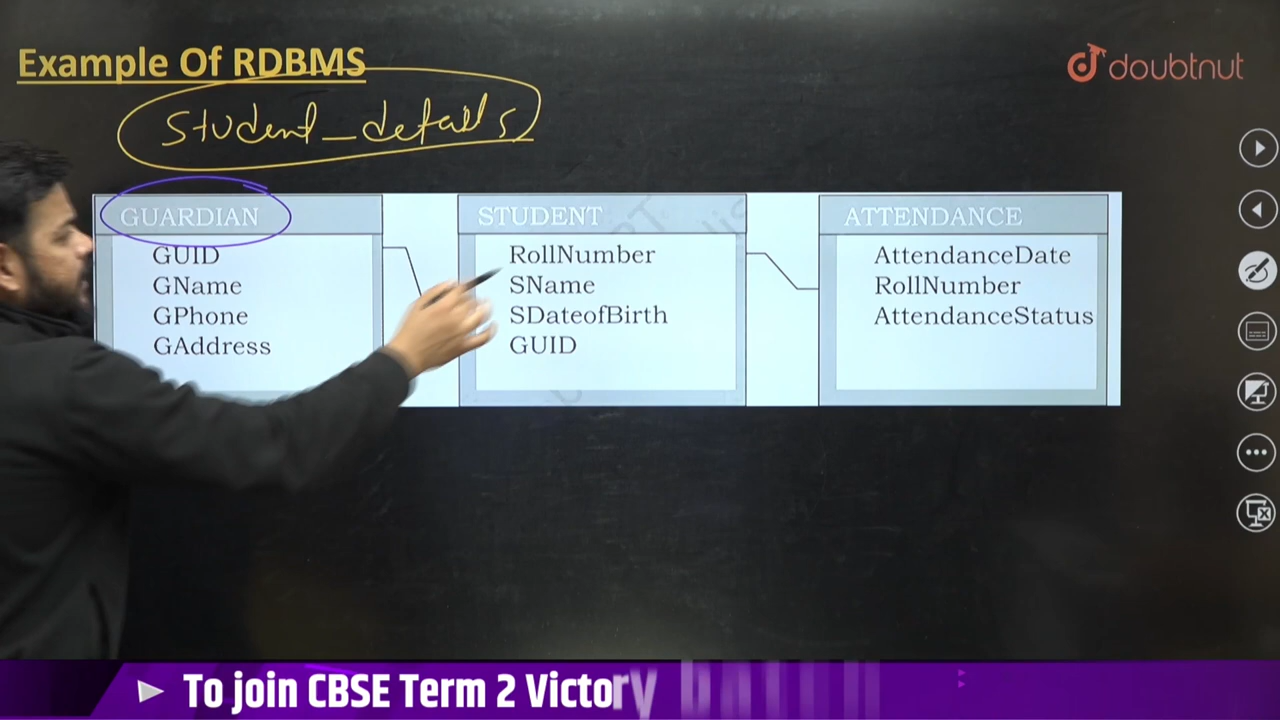 Example Of RDBMS
doubtnut
Student_details
GUARDIAN
GUID
GName
GPhone
GAddress
STUDENT
RollNumber
SName
SDateofBirth
GUID
ATTENDANCE
AttendanceDate
RollNumber
AttendanceStatus
To join CBSE Term 2 Victory